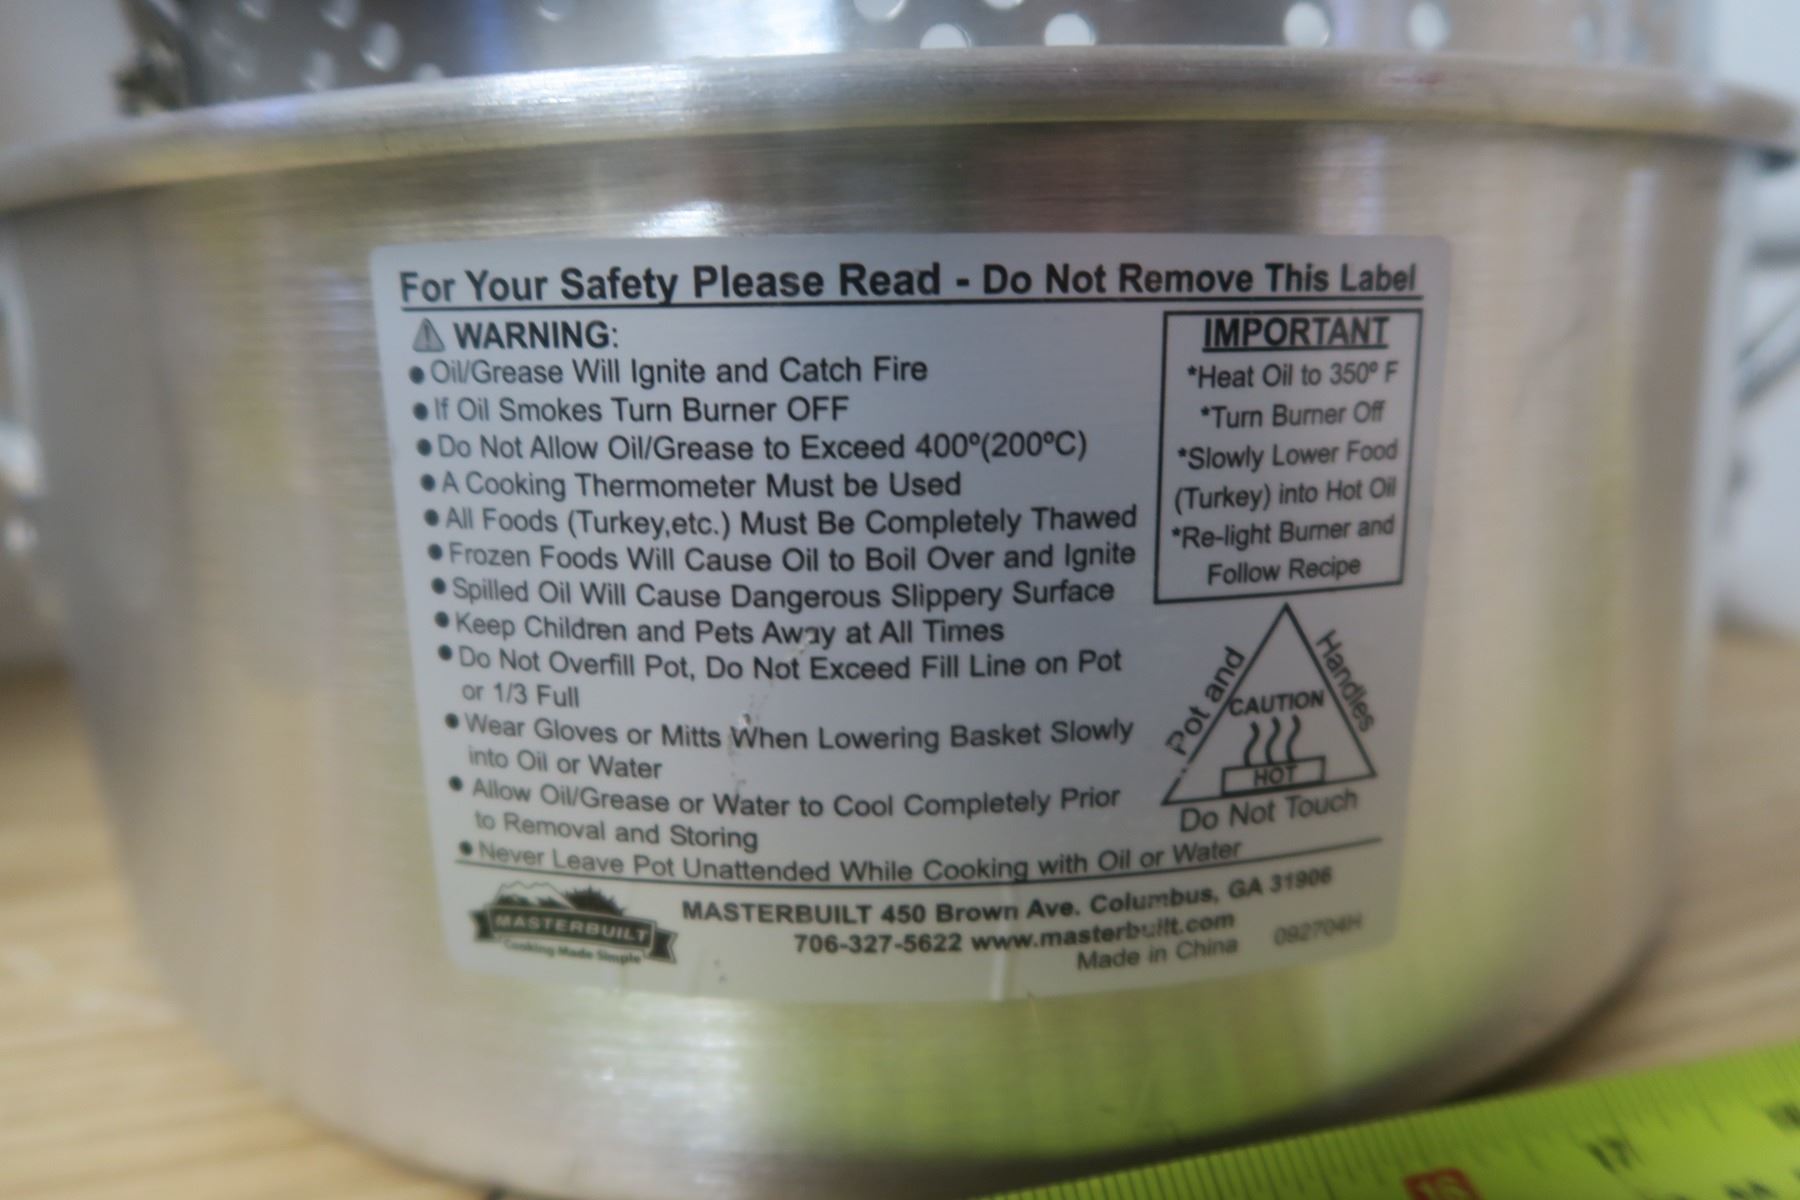 For Your Safety Please Read - Do Not Remove This Label
WARNING:
• Oil/Grease Will Ignite and Catch Fire
• If Oil Smokes Turn Burner OFF
• Do Not Allow Oil/Grease to Exceed 400º(200ºC)
• A Cooking Thermometer Must be Used
• All Foods (Turkey,etc.) Must Be Completely Thawed
• Frozen Foods Will Cause Oil to Boil Over and Ignite
• Spilled Oil Will Cause Dangerous Slippery Surface
• Keep Children and Pets Away at All Times
• Do Not Overfill Pot, Do Not Exceed Fill Line on Pot
or 1/3 Full
• Wear Gloves or Mitts When Lowering Basket Slowly
into Oil or Water
• Allow Oil/Grease or Water to Cool Completely Prior
to Removal and Storing
• Never Leave Pot Unattended While Cooking with Oil or Water
IMPORTANT
*Heat Oil to 350º F
*Turn Burner Off
*Slowly Lower Food
(Turkey) into Hot Oil
*Re-light Burner and
Follow Recipe
Pot and Handles
CAUTION
HOT
Do Not Touch
MASTERBUILT
Cooking Made Simple
MASTERBUILT 450 Brown Ave. Columbus, GA 31906
706-327-5622 www.masterbuilt.com
Made in China 092704H